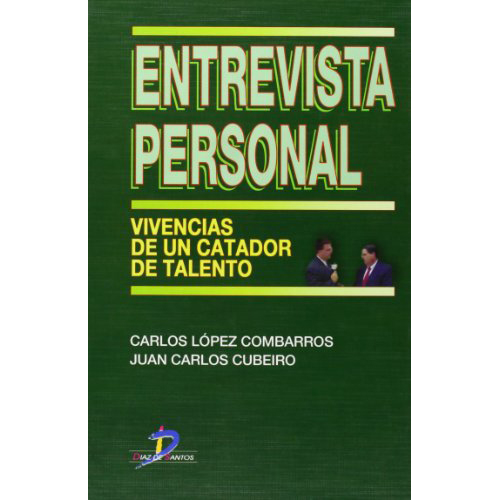 ENTREVISTA
PERSONAL
VIVENCIAS
DE UN CATADOR
DE TALENTO
CARLOS LÓPEZ COMBARROS
JUAN CARLOS CUBEIRO
DIAZ DE SANTOS